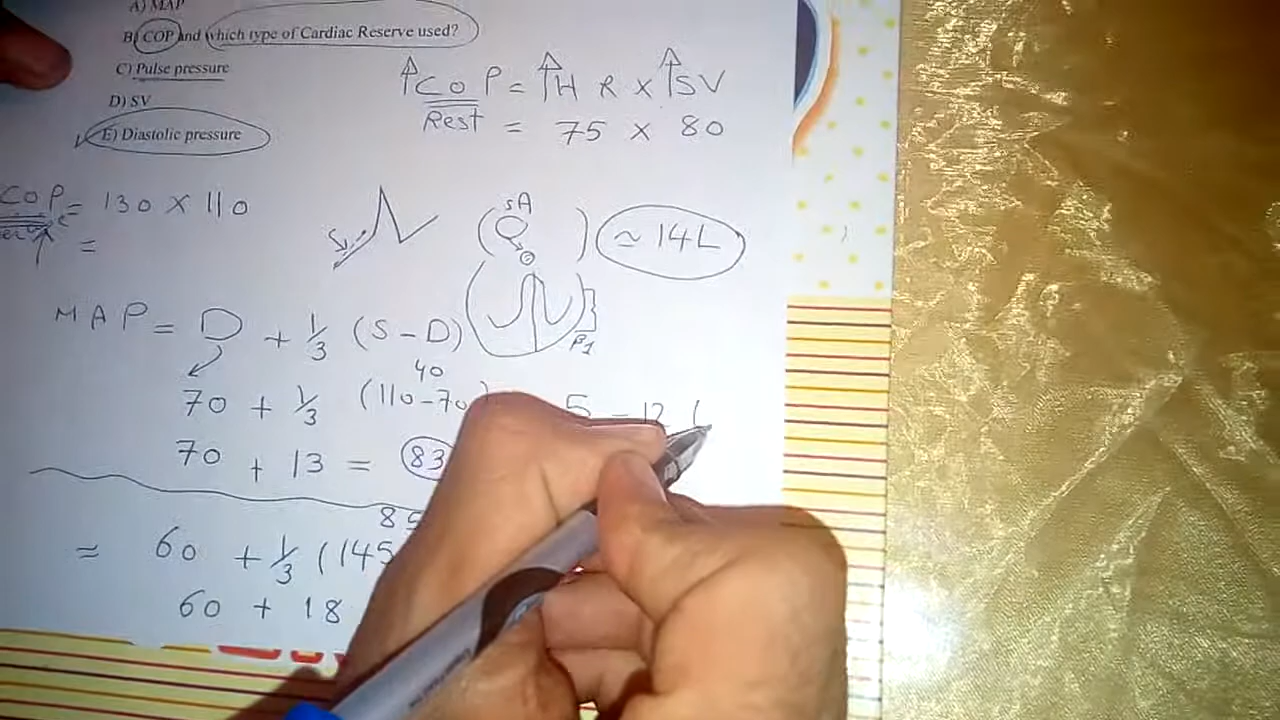 A) MAP
B) COP and which type of Cardiac Reserve used?
C) Pulse pressure
D) SV
E) Diastolic pressure
↑COP = ↑H R × ↑SV
Rest = 75 × 80
COP = 130 × 110
=
SA
≃ 14L
P1
MAP = D + 1/3 (S - D)
40
70 + 1/3 (110-70
5 - 12 (
70 + 13 = 83
85
= 60 + 1/3 (145
60 + 18